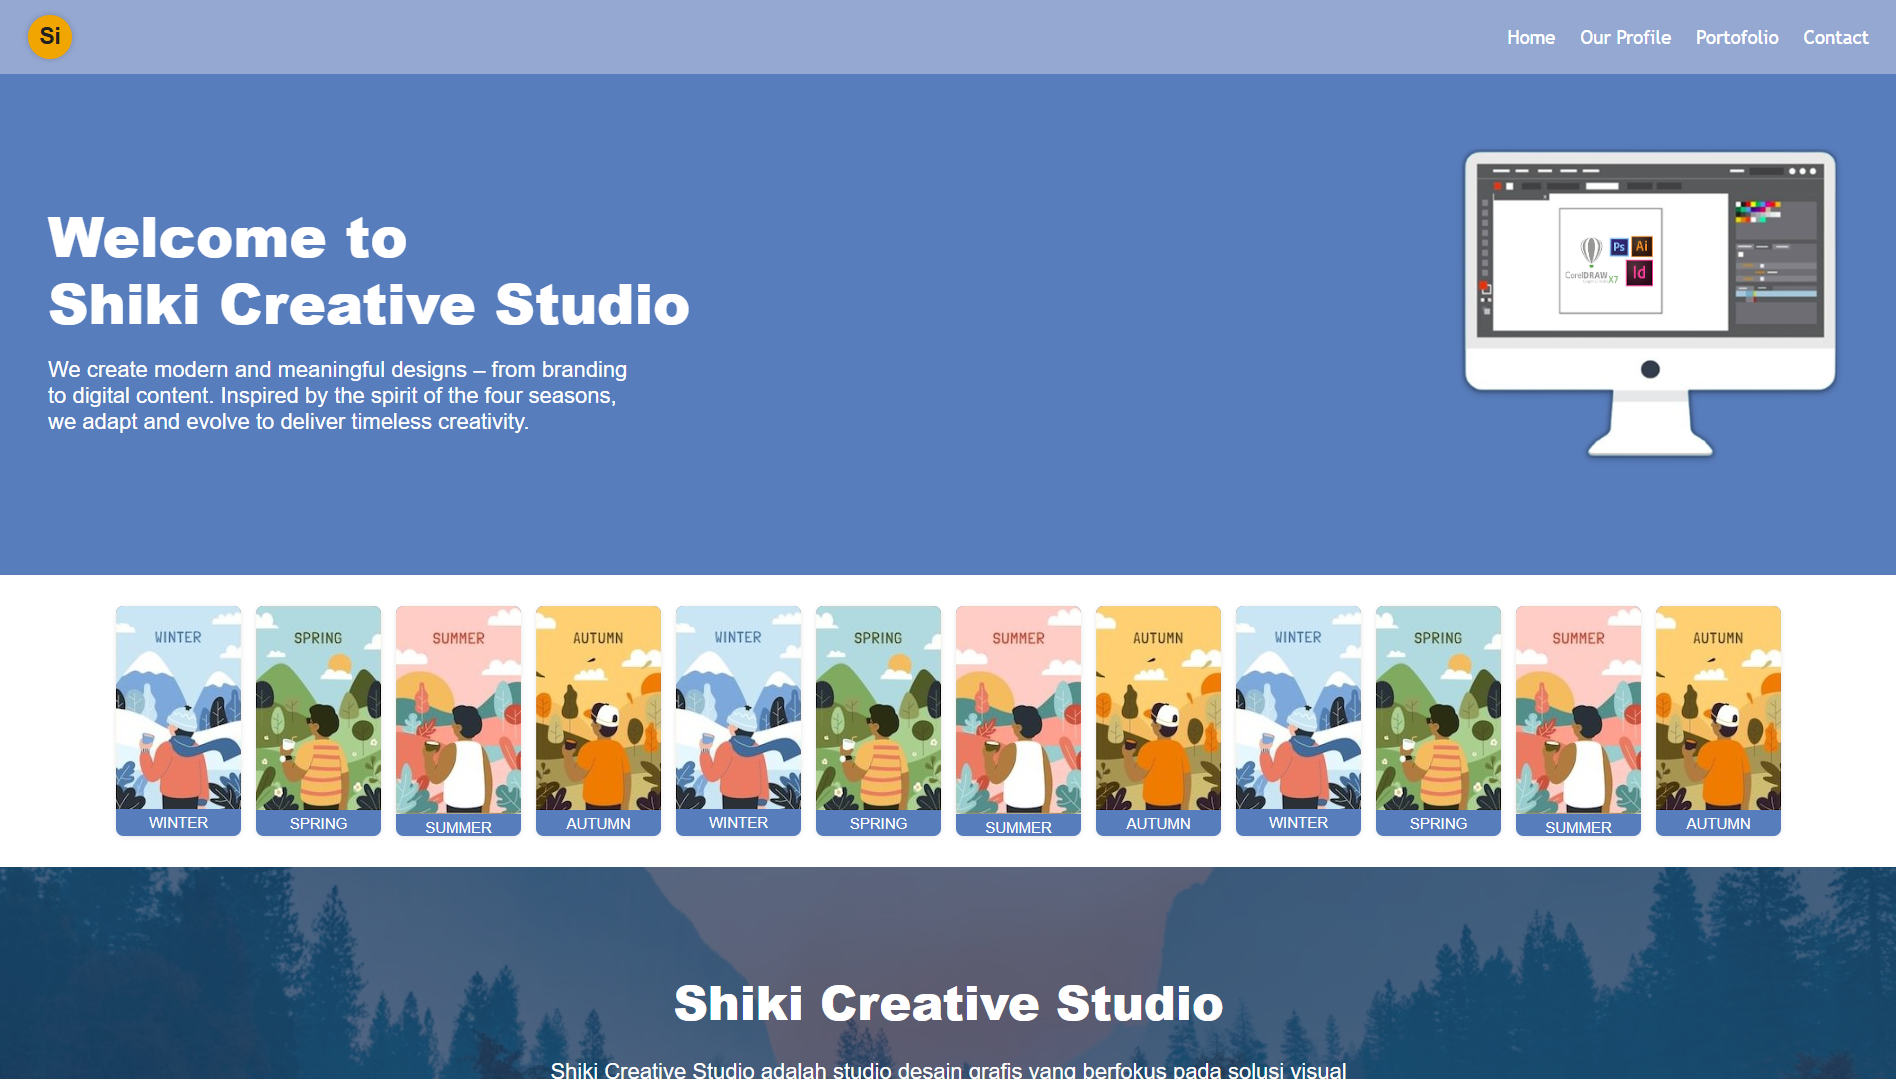 Si
Home Our Profile Portofolio Contact
Welcome to
Shiki Creative Studio
We create modern and meaningful designs – from branding
to digital content. Inspired by the spirit of the four seasons,
we adapt and evolve to deliver timeless creativity.
Ps Ai
CorelDRAW
X7
Id
WINTER SPRING SUMMER AUTUMN WINTER SPRING SUMMER AUTUMN WINTER SPRING SUMMER AUTUMN
WINTER SPRING SUMMER AUTUMN WINTER SPRING SUMMER AUTUMN WINTER SPRING SUMMER AUTUMN
Shiki Creative Studio
Shiki Creative Studio adalah studio desain grafis yang berfokus pada solusi visual